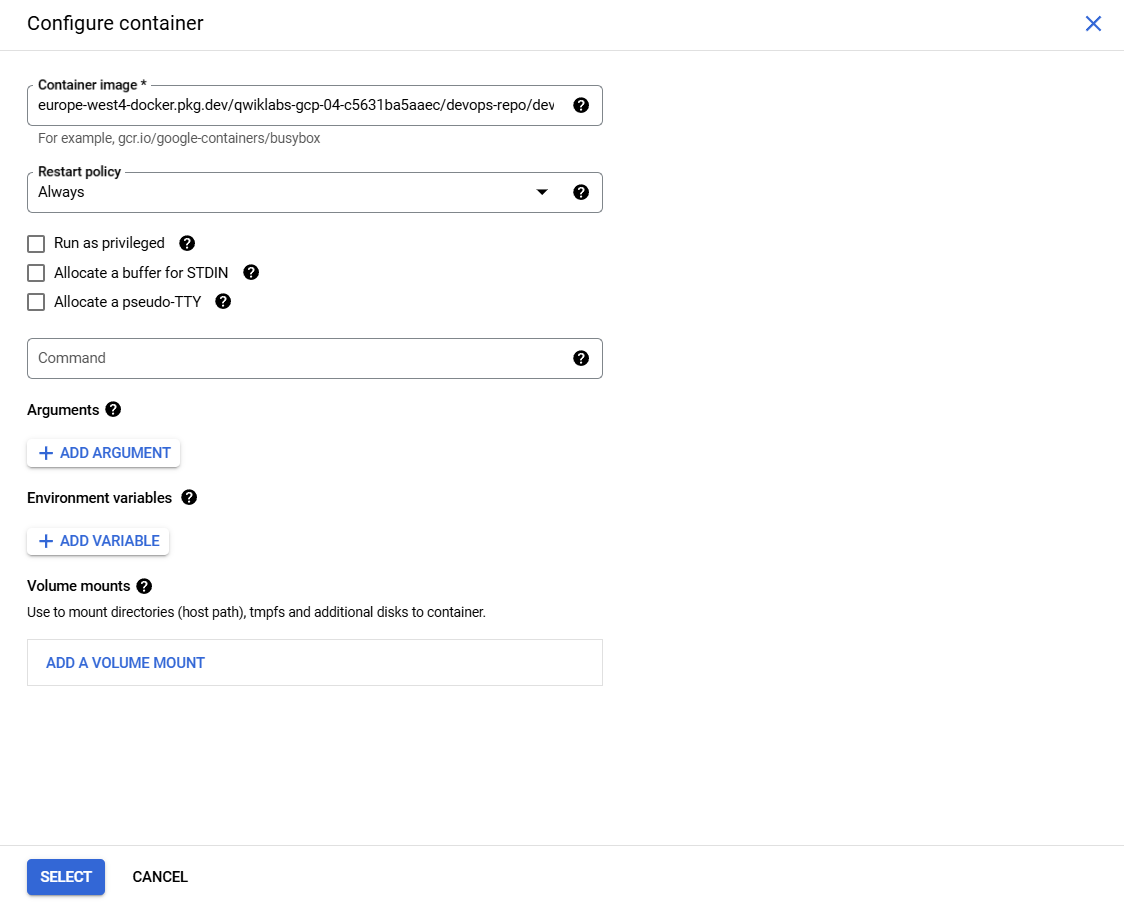 Configure container
Container image *
europe-west4-docker.pkg.dev/qwiklabs-gcp-04-c5631ba5aaec/devops-repo/dev
For example, gcr.io/google-containers/busybox
Restart policy
Always
Run as privileged
Allocate a buffer for STDIN
Allocate a pseudo-TTY
Command
Arguments
ADD ARGUMENT
Environment variables
ADD VARIABLE
Volume mounts
Use to mount directories (host path), tmpfs and additional disks to container.
ADD A VOLUME MOUNT
SELECT CANCEL